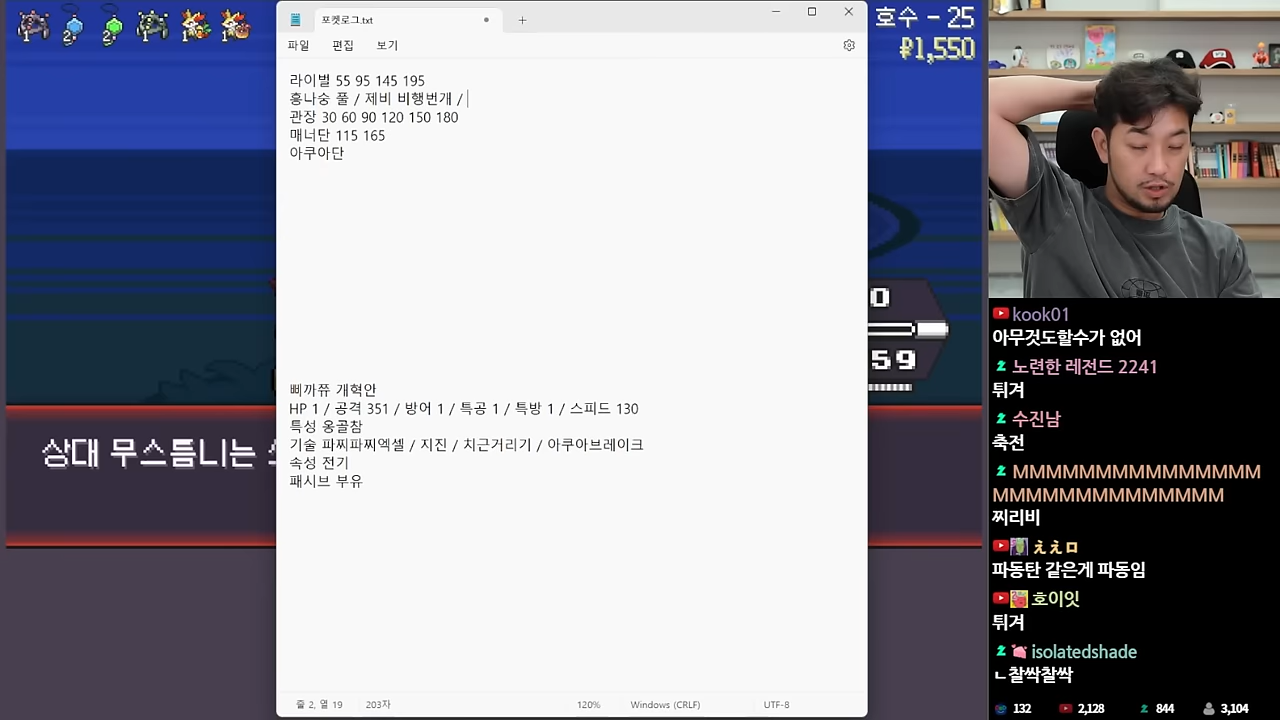 포켓로그.txt
파일 편집 보기
라이벌 55 95 145 195
홍나숭 풀 / 제비 비행번개 /
관장 30 60 90 120 150 180
매너단 115 165
아쿠아단
삐까쮸 개혁안
HP 1 / 공격 351 / 방어 1 / 특공 1 / 특방 1 / 스피드 130
특성 옹골참
기술 파찌파찌엑셀 / 지진 / 치근거리기 / 아쿠아브레이크
속성 전기
패시브 부유
줄 2, 열 19 203자 120% Windows (CRLF) UTF-8
호수 - 25
₽1,550
0
59
상대 무스틈니는
kook01
아무것도할수가 없어
노련한 레전드 2241
튀겨
수진남
축전
MMMMMMMMMMMMMMM
MMMMMMMMMMMMMM
찌리비
ええㅁ
파동탄 같은게 파동임
호이잇
튀겨
isolatedshade
ㄴ찰싹찰싹
132 2,128 844 3,104